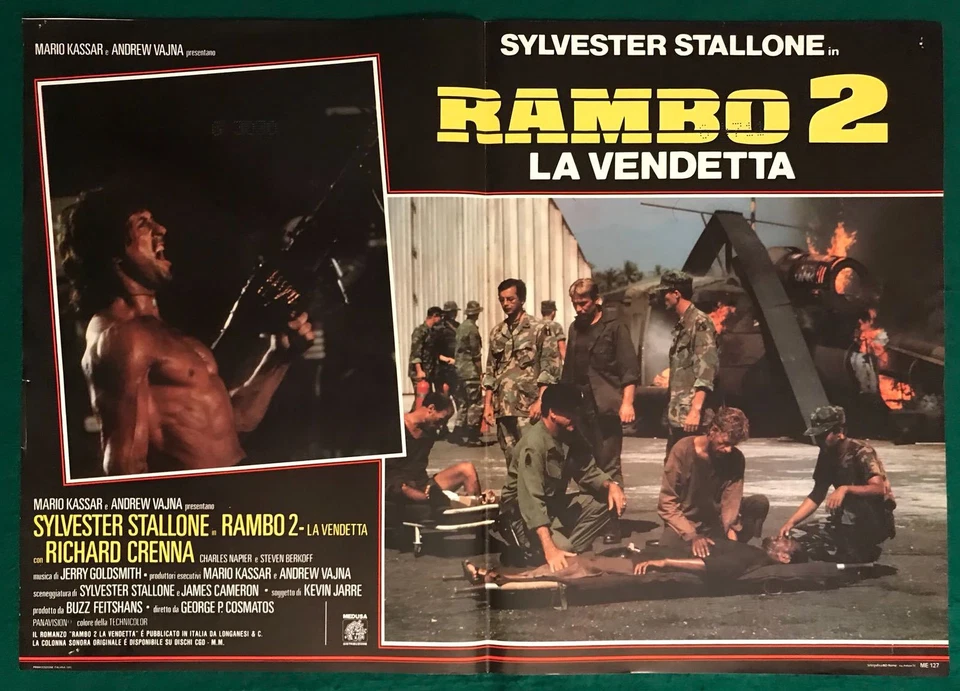 MARIO KASSAR e ANDREW VAJNA presentano
SYLVESTER STALLONE in
RAMBO 2
LA VENDETTA
MARIO KASSAR e ANDREW VAJNA presentano
SYLVESTER STALLONE in RAMBO 2 - LA VENDETTA
con RICHARD CRENNA CHARLES NAPIER e STEVEN BERKOFF
musica di JERRY GOLDSMITH • produttori esecutivi MARIO KASSAR e ANDREW VAJNA
sceneggiatura di SYLVESTER STALLONE e JAMES CAMERON • soggetto di KEVIN JARRE
prodotto da BUZZ FEITSHANS • diretto da GEORGE P. COSMATOS
PANAVISION colore della TECHNICOLOR
IL ROMANZO "RAMBO 2 LA VENDETTA" È PUBBLICATO IN ITALIA DA LONGANESI & C.
LA COLONNA SONORA ORIGINALE È DISPONIBILE SU DISCHI CGD - M.M.
MEDUSA
DISTRIBUZIONE
ME 127